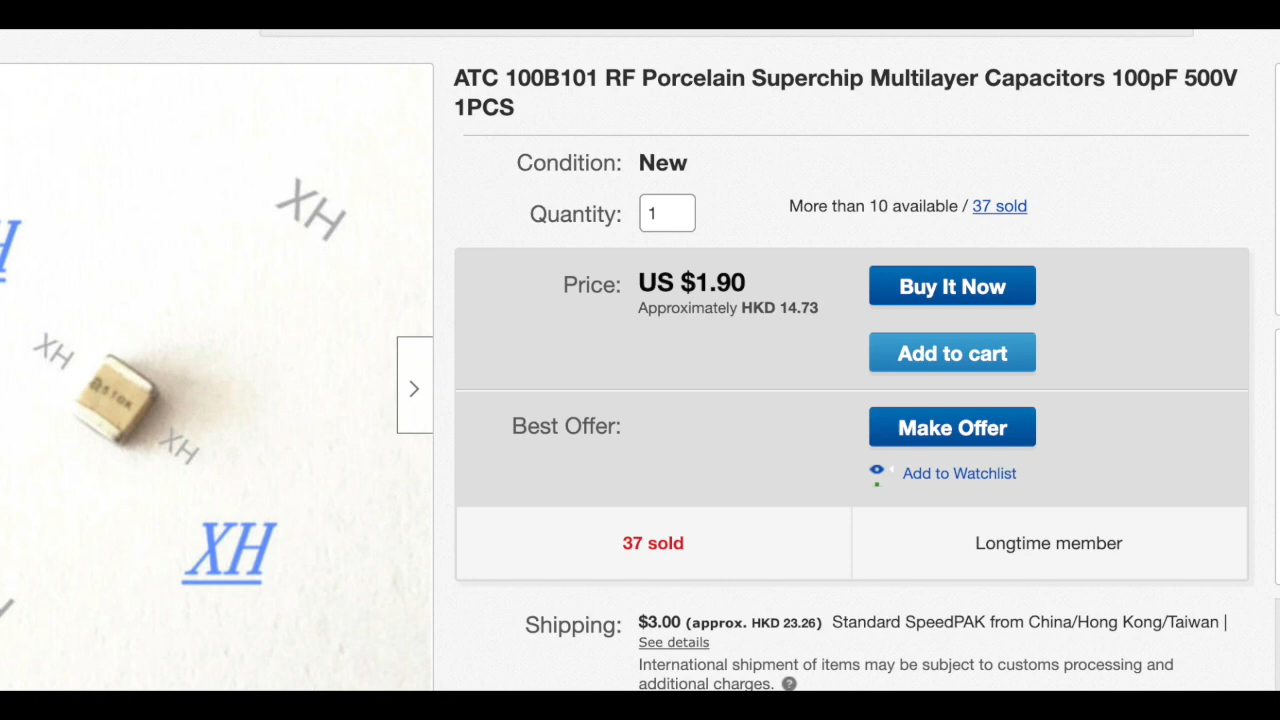 ATC 100B101 RF Porcelain Superchip Multilayer Capacitors 100pF 500V
1PCS
Condition: New
Quantity: 1 More than 10 available / 37 sold
Price: US $1.90 Buy It Now
Approximately HKD 14.73
Add to cart
Best Offer: Make Offer
Add to Watchlist
37 sold Longtime member
Shipping: $3.00 (approx. HKD 23.26) Standard SpeedPAK from China/Hong Kong/Taiwan |
See details
International shipment of items may be subject to customs processing and
additional charges. ?
XH
XH
XH
XH